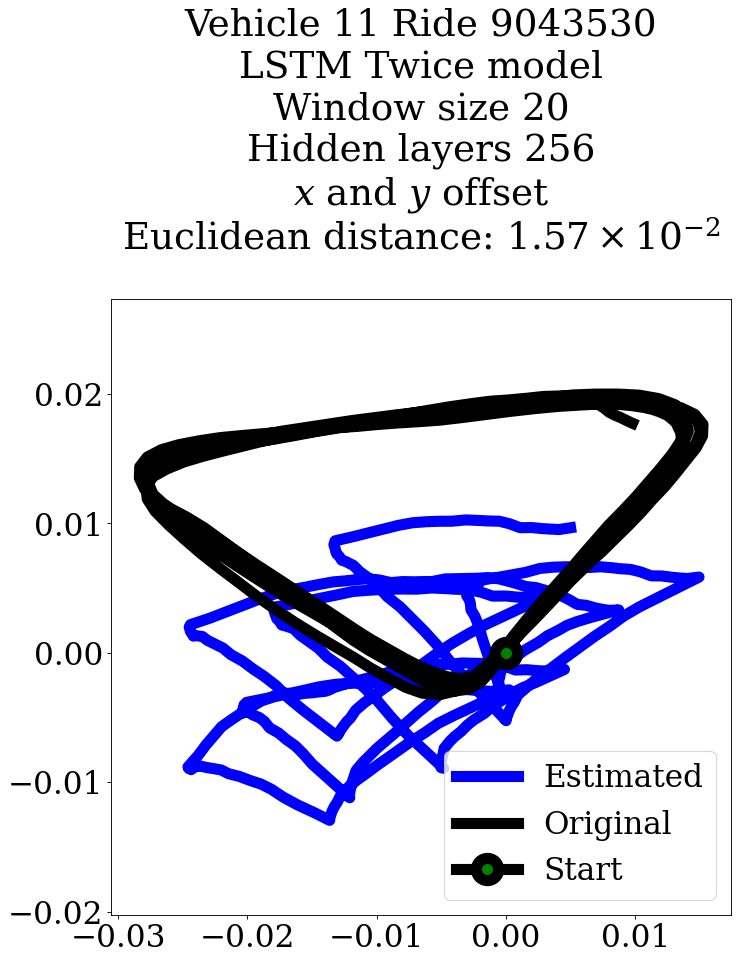 Vehicle 11 Ride 9043530
LSTM Twice model
Window size 20
Hidden layers 256
x and y offset
Euclidean distance: 1.57 × 10⁻²
0.02
0.01
0.00
−0.01
−0.02
Estimated
Original
Start
−0.03 −0.02 −0.01 0.00 0.01